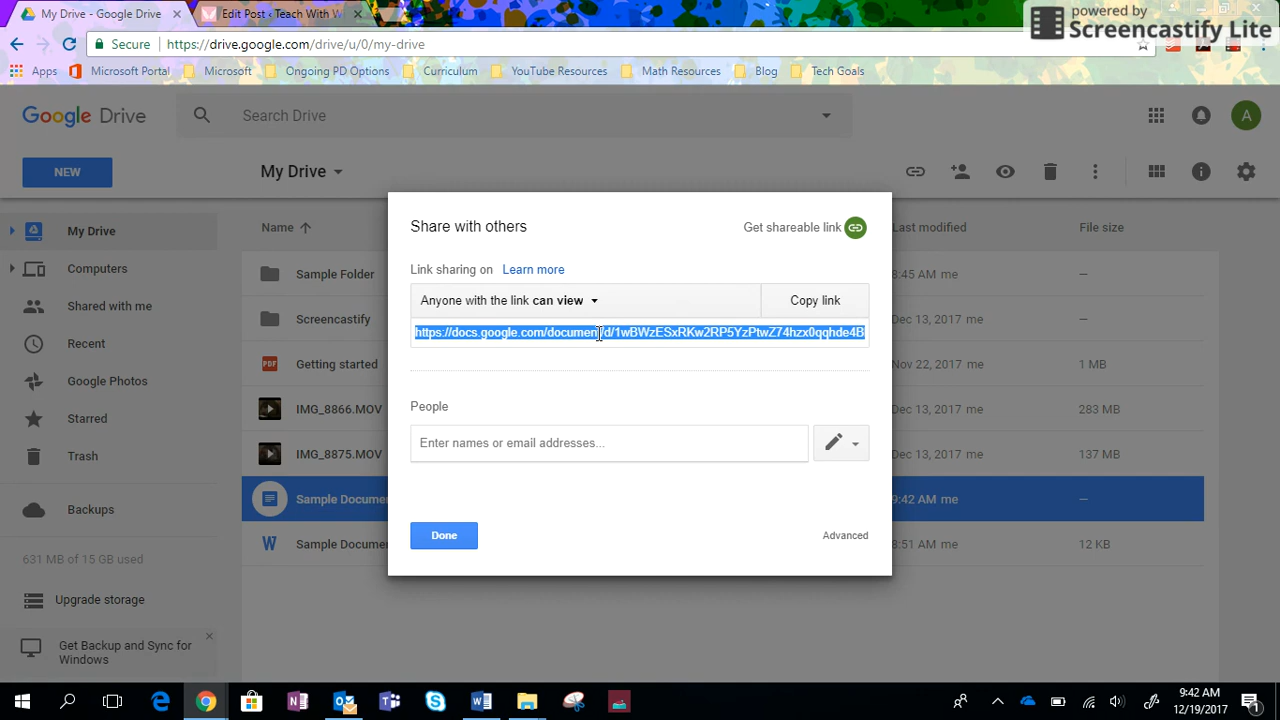 My Drive - Google Drive
Edit Post ‹ Teach With
powered by
Screencastify Lite
Secure
https://drive.google.com/drive/u/0/my-drive
Apps
Microsoft Portal
Microsoft
Ongoing PD Options
Curriculum
YouTube Resources
Math Resources
Blog
Tech Goals
Google Drive
Search Drive
A
NEW
My Drive
Name
Last modified
File size
My Drive
Computers
Shared with me
Recent
Google Photos
Starred
Trash
Backups
631 MB of 15 GB used
Upgrade storage
Get Backup and Sync for
Windows
Sample Folder
8:45 AM me
—
Screencastify
Dec 13, 2017 me
—
Getting started
Nov 22, 2017 me
1 MB
IMG_8866.MOV
Dec 13, 2017 me
283 MB
IMG_8875.MOV
Dec 13, 2017 me
137 MB
Sample Documen
9:42 AM me
—
W
Sample Documen
8:51 AM me
12 KB
Share with others
Get shareable link
Link sharing on Learn more
Anyone with the link can view
Copy link
https://docs.google.com/document/d/1wBWzESxRKw2RP5YzPtwZ74hzx0qqhde4B
People
Enter names or email addresses...
Done
Advanced
9:42 AM
12/19/2017